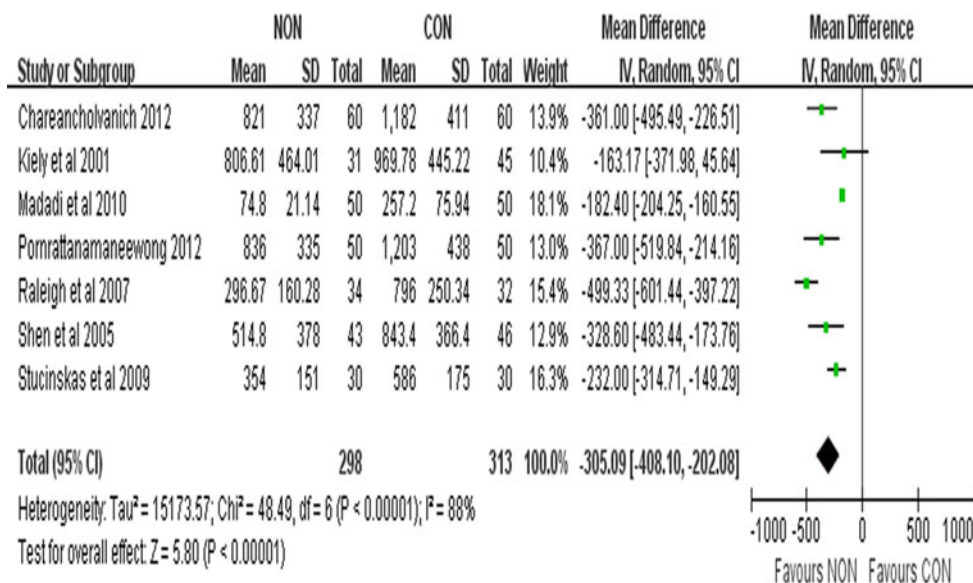 NON CON Mean Difference Mean Difference
Study or Subgroup Mean SD Total Mean SD Total Weight IV, Random, 95% CI IV, Random, 95% CI
Chareancholvanich 2012 821 337 60 1,182 411 60 13.9% -361.00 [-495.49, -226.51]
Kiely et al 2001 806.61 464.01 31 969.78 445.22 45 10.4% -163.17 [-371.98, 45.64]
Madadi et al 2010 74.8 21.14 50 257.2 75.94 50 18.1% -182.40 [-204.25, -160.55]
Pornrattanamaneewong 2012 836 335 50 1,203 438 50 13.0% -367.00 [-519.84, -214.16]
Raleigh et al 2007 296.67 160.28 34 796 250.34 32 15.4% -499.33 [-601.44, -397.22]
Shen et al 2005 514.8 378 43 843.4 366.4 46 12.9% -328.60 [-483.44, -173.76]
Stucinskas et al 2009 354 151 30 586 175 30 16.3% -232.00 [-314.71, -149.29]
Total (95% CI) 298 313 100.0% -305.09 [-408.10, -202.08]
Heterogeneity: Tau² = 15173.57; Chi² = 48.49, df = 6 (P < 0.00001); I² = 88%
Test for overall effect: Z = 5.80 (P < 0.00001)
-1000 -500 0 500 1000
Favours NON Favours CON